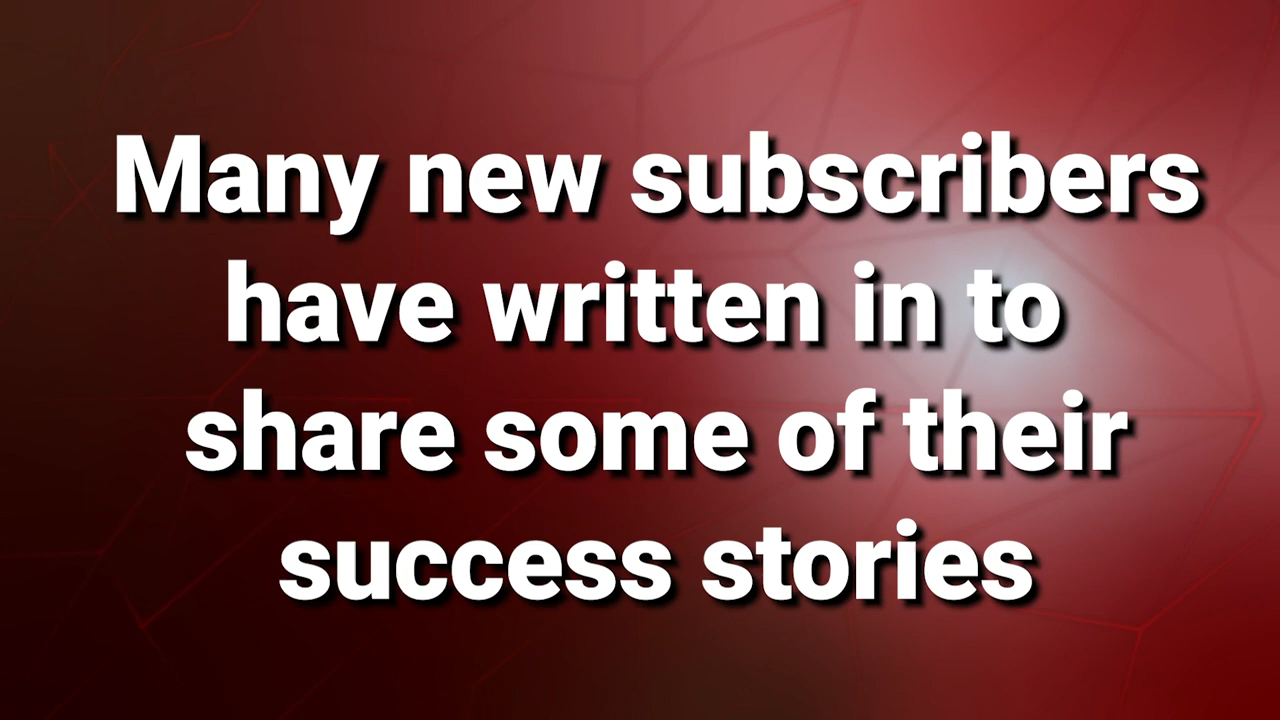 Many new subscribers
have written in to
share some of their
success stories